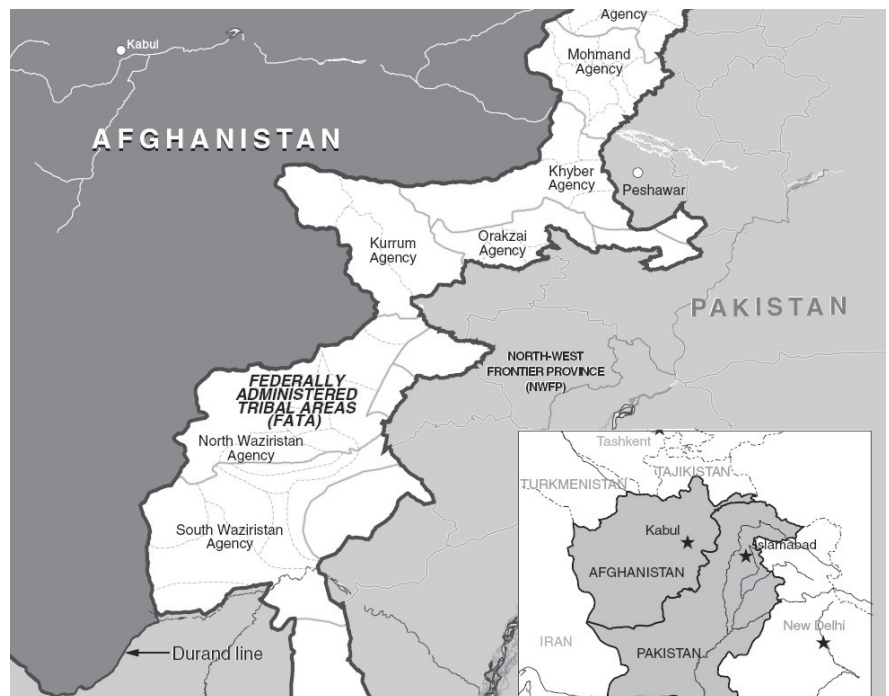 Agency
Mohmand
Agency
Kabul
AFGHANISTAN
Khyber
Agency
Peshawar
Kurrum
Agency
Orakzai
Agency
PAKISTAN
NORTH-WEST
FRONTIER PROVINCE
(NWFP)
FEDERALLY
ADMINISTERED
TRIBAL AREAS
(FATA)
North Waziristan
Agency
South Waziristan
Agency
Durand line
Tashkent
TURKMENISTAN
TAJIKISTAN
Kabul
Islamabad
AFGHANISTAN
New Delhi
IRAN
PAKISTAN